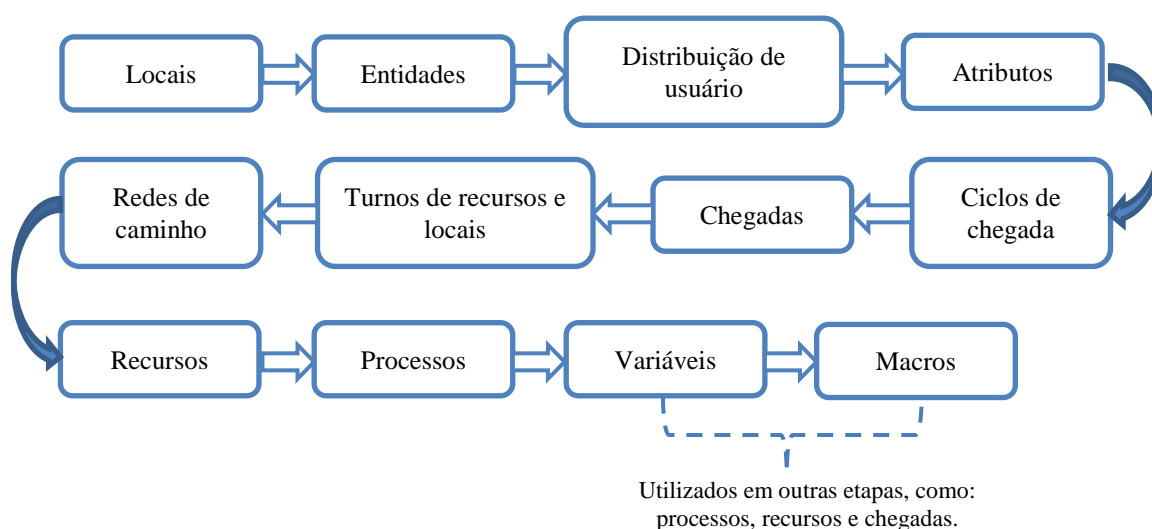 Locais
Entidades
Distribuição de
usuário
Atributos
Redes de
caminho
Turnos de recursos e
locais
Chegadas
Ciclos de
chegada
Recursos
Processos
Variáveis
Macros
Utilizados em outras etapas, como:
processos, recursos e chegadas.